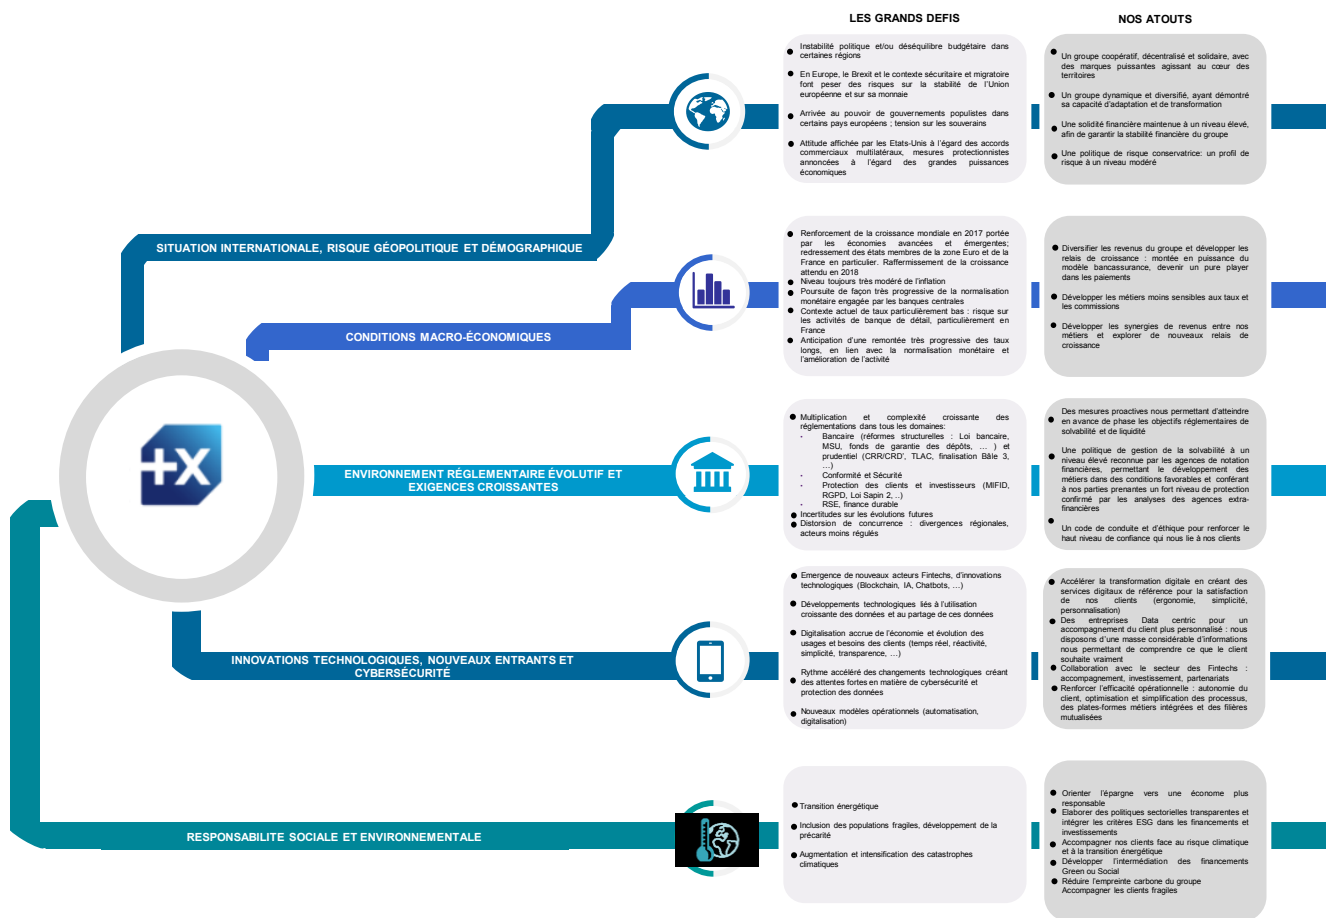 LES GRANDS DEFIS
NOS ATOUTS
SITUATION INTERNATIONALE, RISQUE GÉOPOLITIQUE ET DÉMOGRAPHIQUE
Instabilité politique et/ou déséquilibre budgétaire dans
certaines régions
En Europe, le Brexit et le contexte sécuritaire et migratoire
font peser des risques sur la stabilité de l'Union
européenne et sur sa monnaie
Arrivée au pouvoir de gouvernements populistes dans
certains pays européens ; tension sur les souverains
Attitude affichée par les Etats-Unis à l'égard des accords
commerciaux multilatéraux, mesures protectionnistes
annoncées à l'égard des grandes puissances
économiques
Un groupe coopératif, décentralisé et solidaire, avec
des marques puissantes agissant au cœur des
territoires
Un groupe dynamique et diversifié, ayant démontré
sa capacité d'adaptation et de transformation
Une solidité financière maintenue à un niveau élevé,
afin de garantir la stabilité financière du groupe
Une politique de risque conservatrice: un profil de
risque à un niveau modéré
CONDITIONS MACRO-ÉCONOMIQUES
Renforcement de la croissance mondiale en 2017 portée
par les économies avancées et émergentes;
redressement des états membres de la zone Euro et de la
France en particulier. Raffermissement de la croissance
attendu en 2018
Niveau toujours très modéré de l'inflation
Poursuite de façon très progressive de la normalisation
monétaire engagée par les banques centrales
Contexte actuel de taux particulièrement bas : risque sur
les activités de banque de détail, particulièrement en
France
Anticipation d'une remontée très progressive des taux
longs, en lien avec la normalisation monétaire et
l'amélioration de l'activité
Diversifier les revenus du groupe et développer les
relais de croissance : montée en puissance du
modèle bancassurance, devenir un pure player
dans les paiements
Développer les métiers moins sensibles aux taux et
les commissions
Développer les synergies de revenus entre nos
métiers et explorer de nouveaux relais de
croissance
+X
ENVIRONNEMENT RÉGLEMENTAIRE ÉVOLUTIF ET
EXIGENCES CROISSANTES
Multiplication et complexité croissante des
réglementations dans tous les domaines:
- Bancaire (réformes structurelles : Loi bancaire,
MSU, fonds de garantie des dépôts, … ) et
prudentiel (CRR/CRD', TLAC, finalisation Bâle 3,
…)
- Conformité et Sécurité
- Protection des clients et investisseurs (MIFID,
RGPD, Loi Sapin 2, ..)
- RSE, finance durable
Incertitudes sur les évolutions futures
Distorsion de concurrence : divergences régionales,
acteurs moins régulés
Des mesures proactives nous permettant d'atteindre
en avance de phase les objectifs réglementaires de
solvabilité et de liquidité
Une politique de gestion de la solvabilité à un
niveau élevé reconnue par les agences de notation
financières, permettant le développement des
métiers dans des conditions favorables et conférant
à nos parties prenantes un fort niveau de protection
confirmé par les analyses des agences extra-
financières
Un code de conduite et d'éthique pour renforcer le
haut niveau de confiance qui nous lie à nos clients
INNOVATIONS TECHNOLOGIQUES, NOUVEAUX ENTRANTS ET
CYBERSÉCURITÉ
Emergence de nouveaux acteurs Fintechs, d'innovations
technologiques (Blockchain, IA, Chatbots, …)
Développements technologiques liés à l'utilisation
croissante des données et au partage de ces données
Digitalisation accrue de l'économie et évolution des
usages et besoins des clients (temps réel, réactivité,
simplicité, transparence, …)
Rythme accéléré des changements technologiques créant
des attentes fortes en matière de cybersécurité et
protection des données
Nouveaux modèles opérationnels (automatisation,
digitalisation)
Accélérer la transformation digitale en créant des
services digitaux de référence pour la satisfaction
de nos clients (ergonomie, simplicité,
personnalisation)
Des entreprises Data centric pour un
accompagnement du client plus personnalisé : nous
disposons d'une masse considérable d'informations
nous permettant de comprendre ce que le client
souhaite vraiment
Collaboration avec le secteur des Fintechs :
accompagnement, investissement, partenariats
Renforcer l'efficacité opérationnelle : autonomie du
client, optimisation et simplification des processus,
des plates-formes métiers intégrées et des filières
mutualisées
RESPONSABILITE SOCIALE ET ENVIRONNEMENTALE
Transition énergétique
Inclusion des populations fragiles, développement de la
précarité
Augmentation et intensification des catastrophes
climatiques
Orienter l'épargne vers une économe plus
responsable
Elaborer des politiques sectorielles transparentes et
intégrer les critères ESG dans les financements et
investissements
Accompagner nos clients face au risque climatique
et à la transition énergétique
Développer l'intermédiation des financements
Green ou Social
Réduire l'empreinte carbone du groupe
Accompagner les clients fragiles